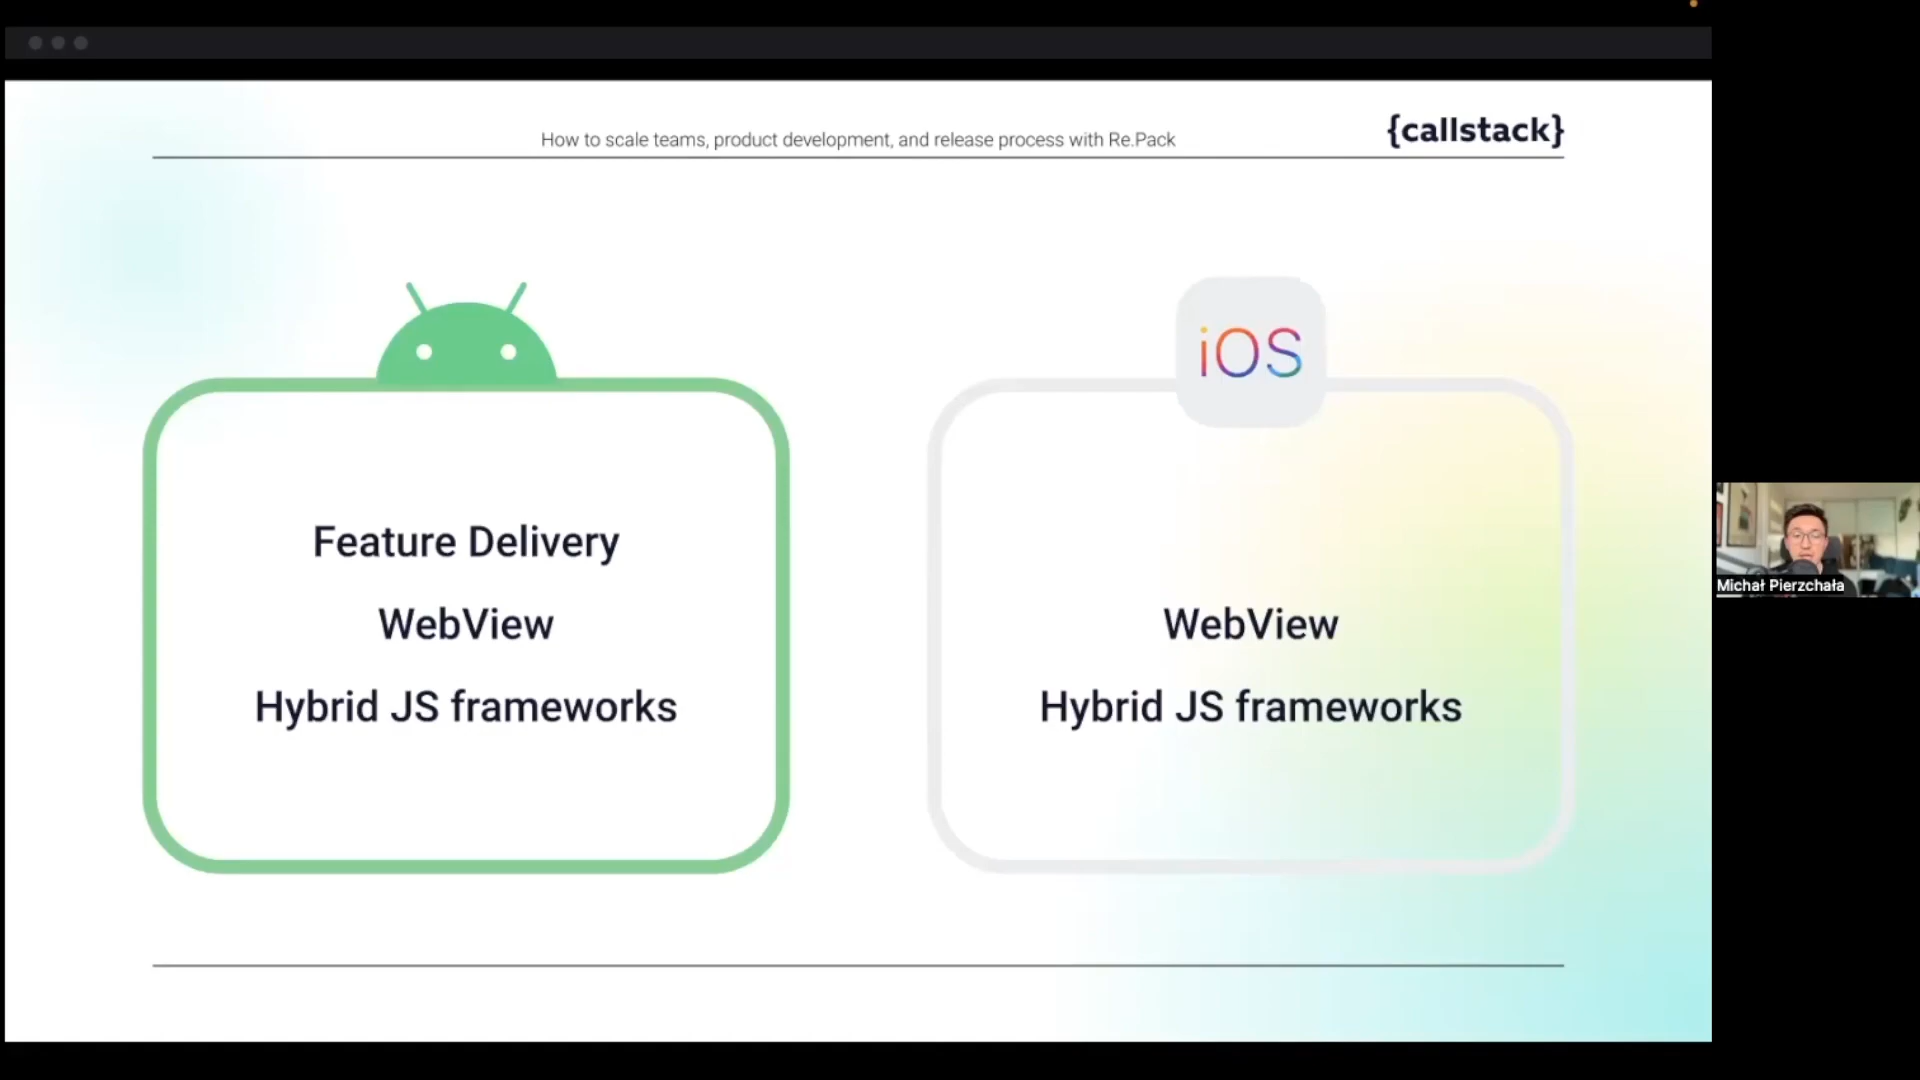 How to scale teams, product development, and release process with Re.Pack
{callstack}
iOS
Feature Delivery
WebView
Hybrid JS frameworks
WebView
Hybrid JS frameworks
Michał Pierzchała